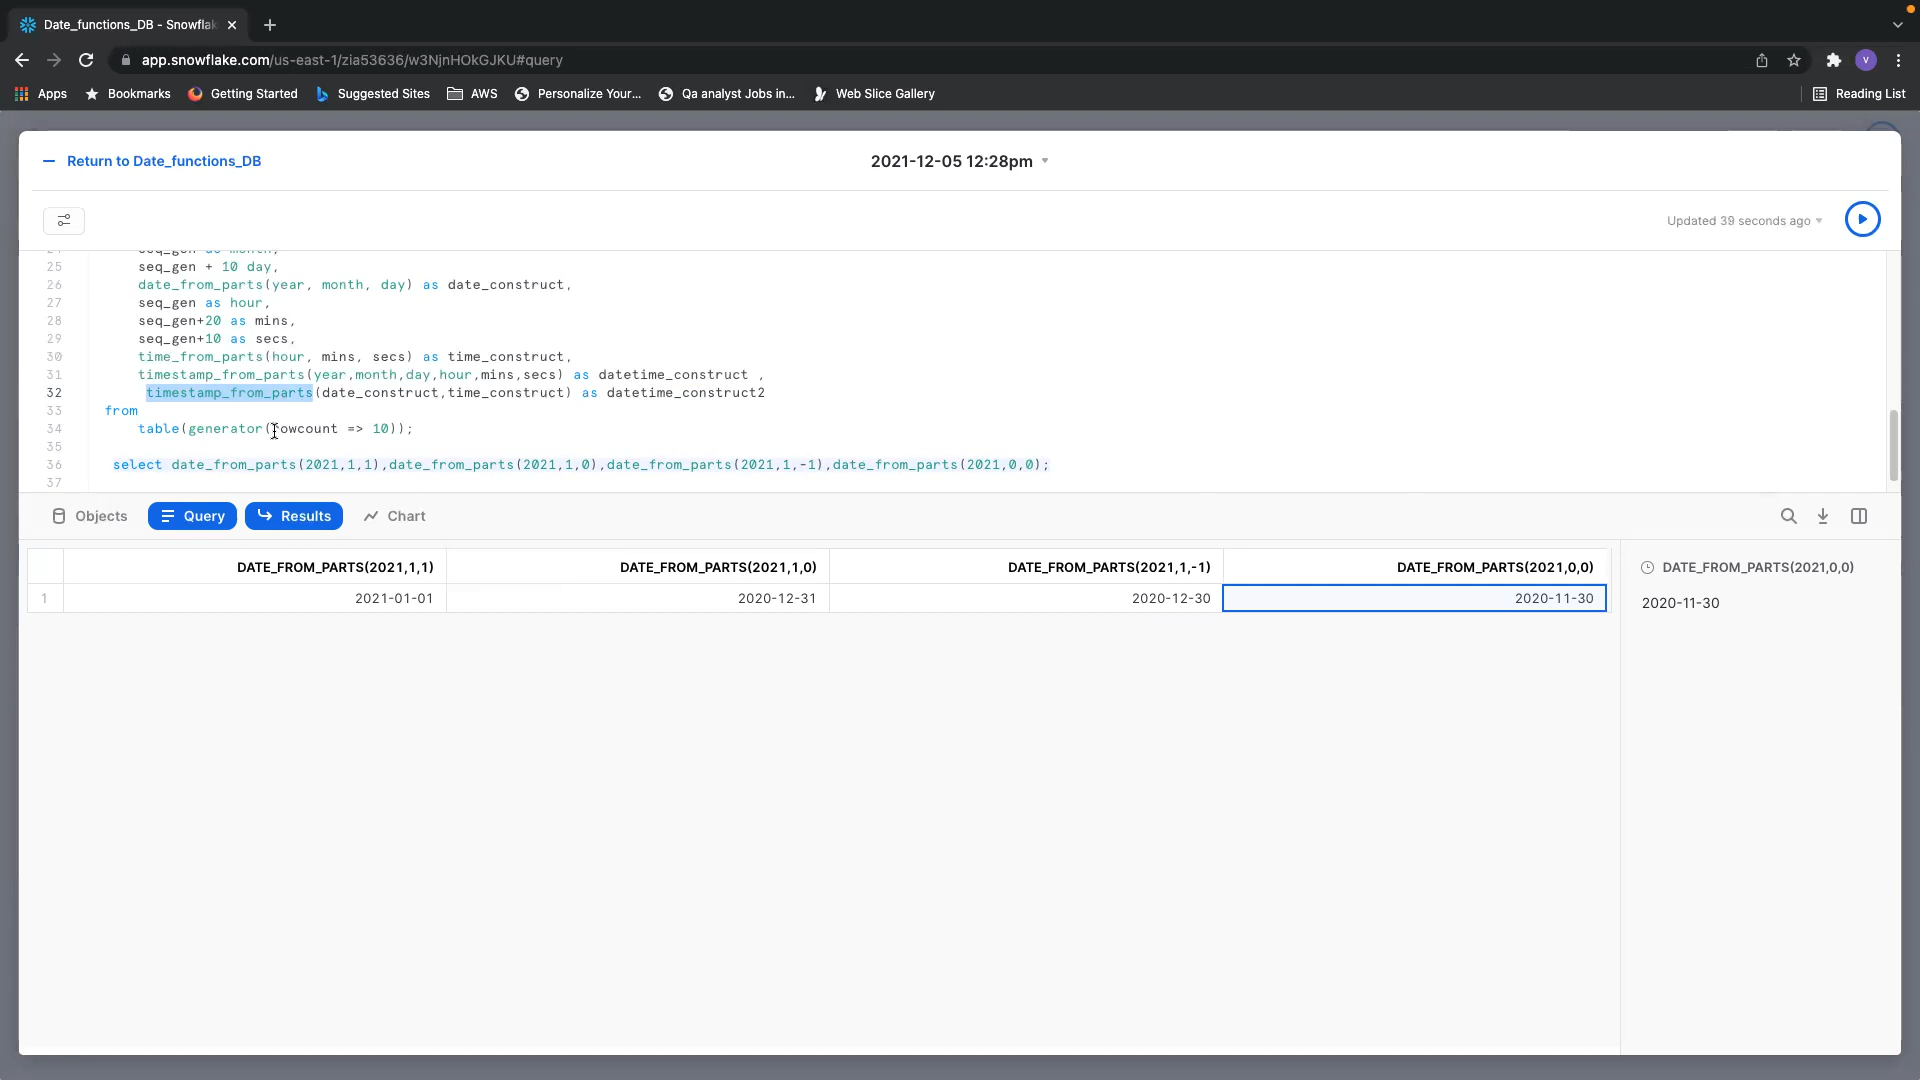 Date_functions_DB - Snowflak
app.snowflake.com/us-east-1/zia53636/w3NjnHOkGJKU#query
V
Apps
Bookmarks
Getting Started
Suggested Sites
AWS
Personalize Your...
Qa analyst Jobs in...
Web Slice Gallery
Reading List
Return to Date_functions_DB
2021-12-05 12:28pm
Updated 39 seconds ago
24 seq_gen as month,
25 seq_gen + 10 day,
26 date_from_parts(year, month, day) as date_construct,
27 seq_gen as hour,
28 seq_gen+20 as mins,
29 seq_gen+10 as secs,
30 time_from_parts(hour, mins, secs) as time_construct,
31 timestamp_from_parts(year,month,day,hour,mins,secs) as datetime_construct ,
32 timestamp_from_parts(date_construct,time_construct) as datetime_construct2
33 from
34 table(generator(rowcount => 10));
35
36 select date_from_parts(2021,1,1),date_from_parts(2021,1,0),date_from_parts(2021,1,-1),date_from_parts(2021,0,0);
37
Objects
Query
Results
Chart
DATE_FROM_PARTS(2021,1,1) DATE_FROM_PARTS(2021,1,0) DATE_FROM_PARTS(2021,1,-1) DATE_FROM_PARTS(2021,0,0)
1 2021-01-01 2020-12-31 2020-12-30 2020-11-30
DATE_FROM_PARTS(2021,0,0)
2020-11-30